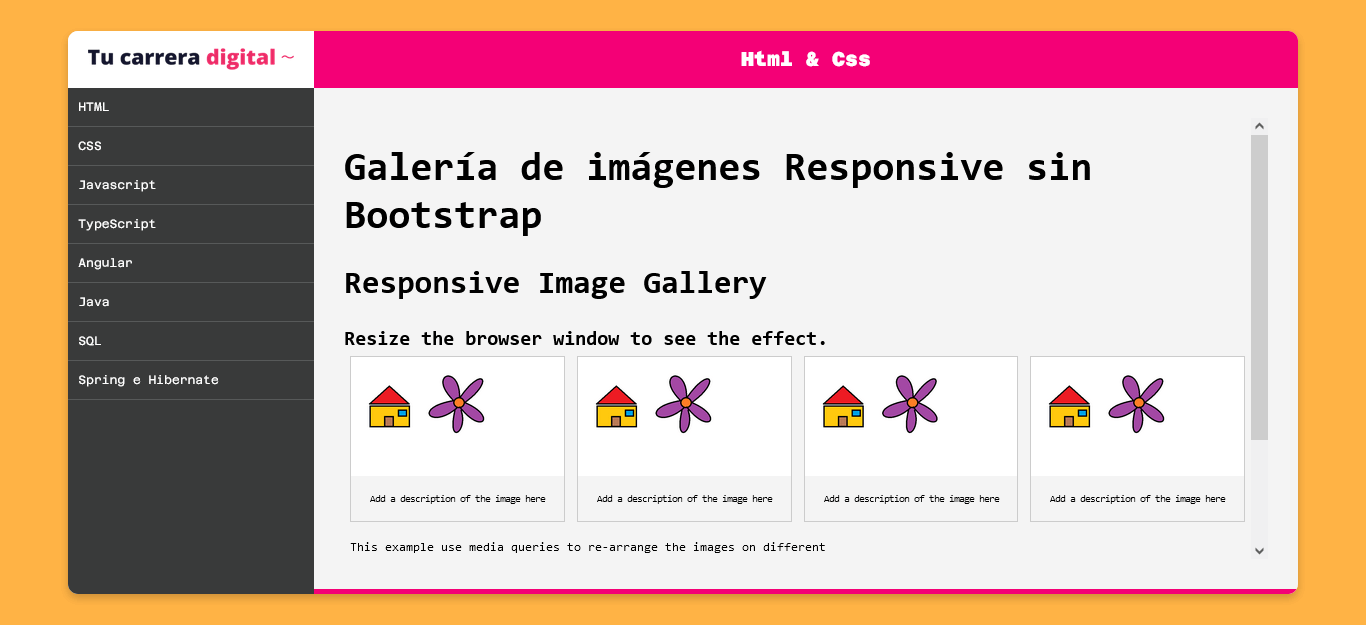 Tu carrera digital ~
Html & Css
HTML
CSS
Javascript
TypeScript
Angular
Java
SQL
Spring e Hibernate
Galería de imágenes Responsive sin
Bootstrap
Responsive Image Gallery
Resize the browser window to see the effect.
Add a description of the image here
Add a description of the image here
Add a description of the image here
Add a description of the image here
This example use media queries to re-arrange the images on different